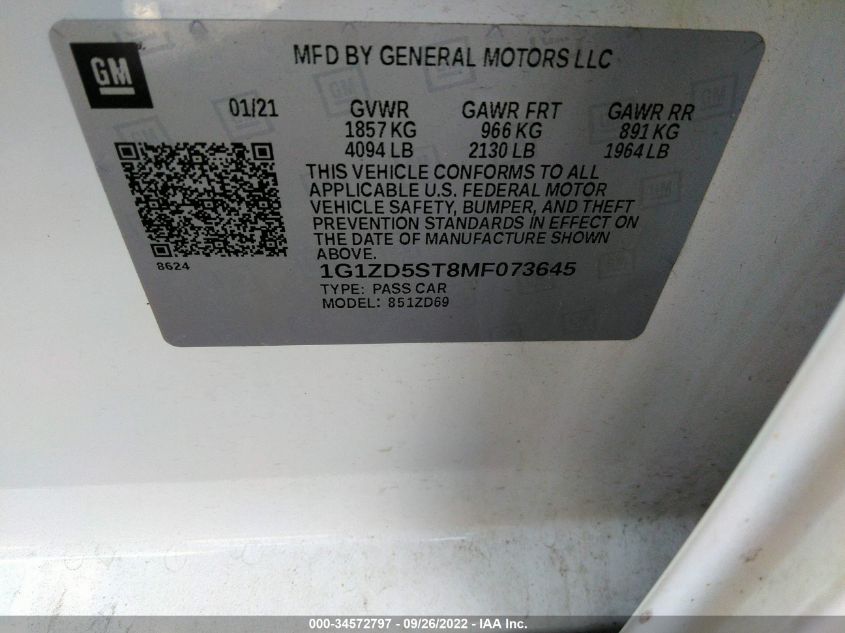 GM
MFD BY GENERAL MOTORS LLC
01/21 GVWR GAWR FRT GAWR RR
1857 KG 966 KG 891 KG
4094 LB 2130 LB 1964 LB
THIS VEHICLE CONFORMS TO ALL
APPLICABLE U.S. FEDERAL MOTOR
VEHICLE SAFETY, BUMPER, AND THEFT
PREVENTION STANDARDS IN EFFECT ON
THE DATE OF MANUFACTURE SHOWN
ABOVE.
8624
1G1ZD5ST8MF073645
TYPE: PASS CAR
MODEL: 851ZD69
000-34572797 - 09/26/2022 - IAA Inc.